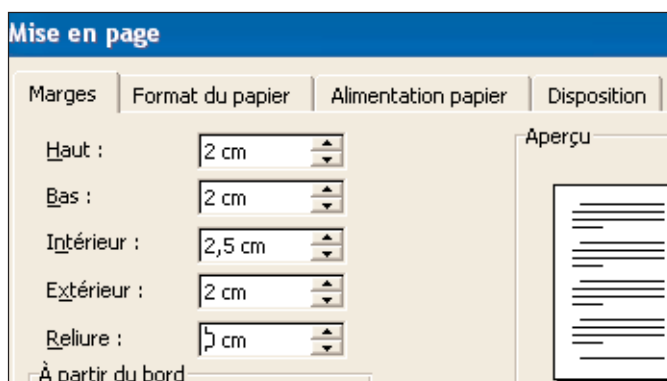 Mise en page
Marges Format du papier Alimentation papier Disposition
Haut : 2 cm Aperçu
Bas : 2 cm
Intérieur : 2,5 cm
Extérieur : 2 cm
Reliure : cm
À partir du bord